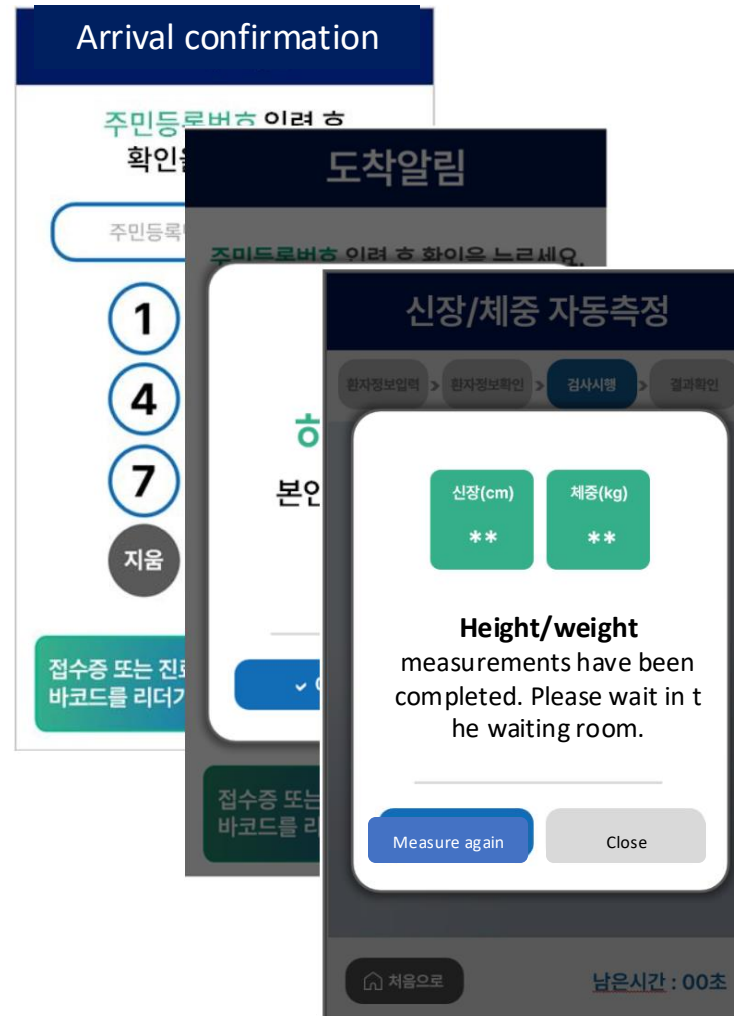 Arrival confirmation
주민등록번호 입력 후
확인을
주민등록
1
4
7
지움
접수증 또는 진료
바코드를 리더기
도착알림
주민등록번호 입력 후 확인을 누르세요.
본인
접수증 또는
바코드를 리
신장/체중 자동측정
환자정보입력 > 환자정보확인 > 검사시행 > 결과확인
신장(cm) 체중(kg)
** **
Height/weight
measurements have been
completed. Please wait in t
he waiting room.
Measure again Close
처음으로 남은시간 : 00초